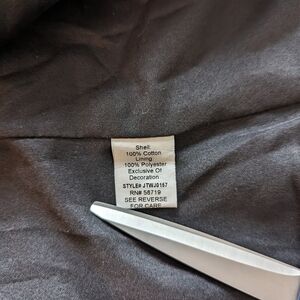 Shell:
100% Cotton
Lining
100% Polyester
Exclusive Of
Decoration
STYLE# JTWJ0157
RN# 58719
SEE REVERSE
FOR CARE